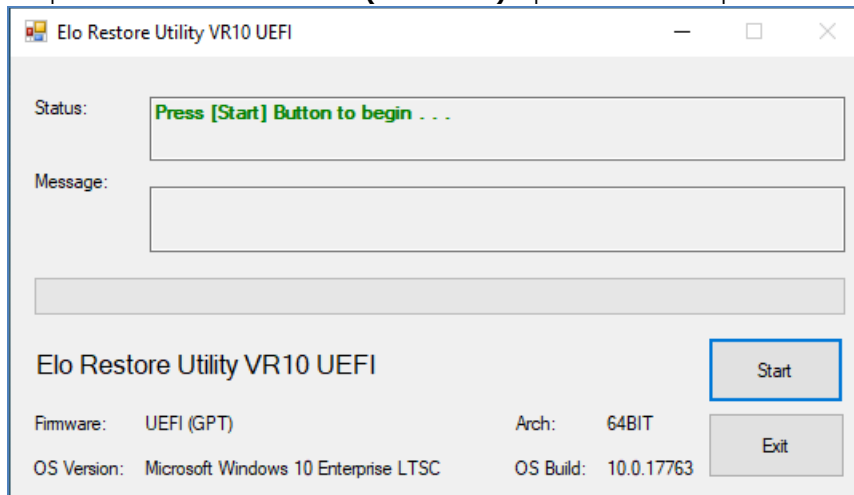 Elo Restore Utility VR10 UEFI
Status: Press [Start] Button to begin . . .
Message:
Elo Restore Utility VR10 UEFI
Start
Firmware: UEFI (GPT) Arch: 64BIT
Exit
OS Version: Microsoft Windows 10 Enterprise LTSC OS Build: 10.0.17763